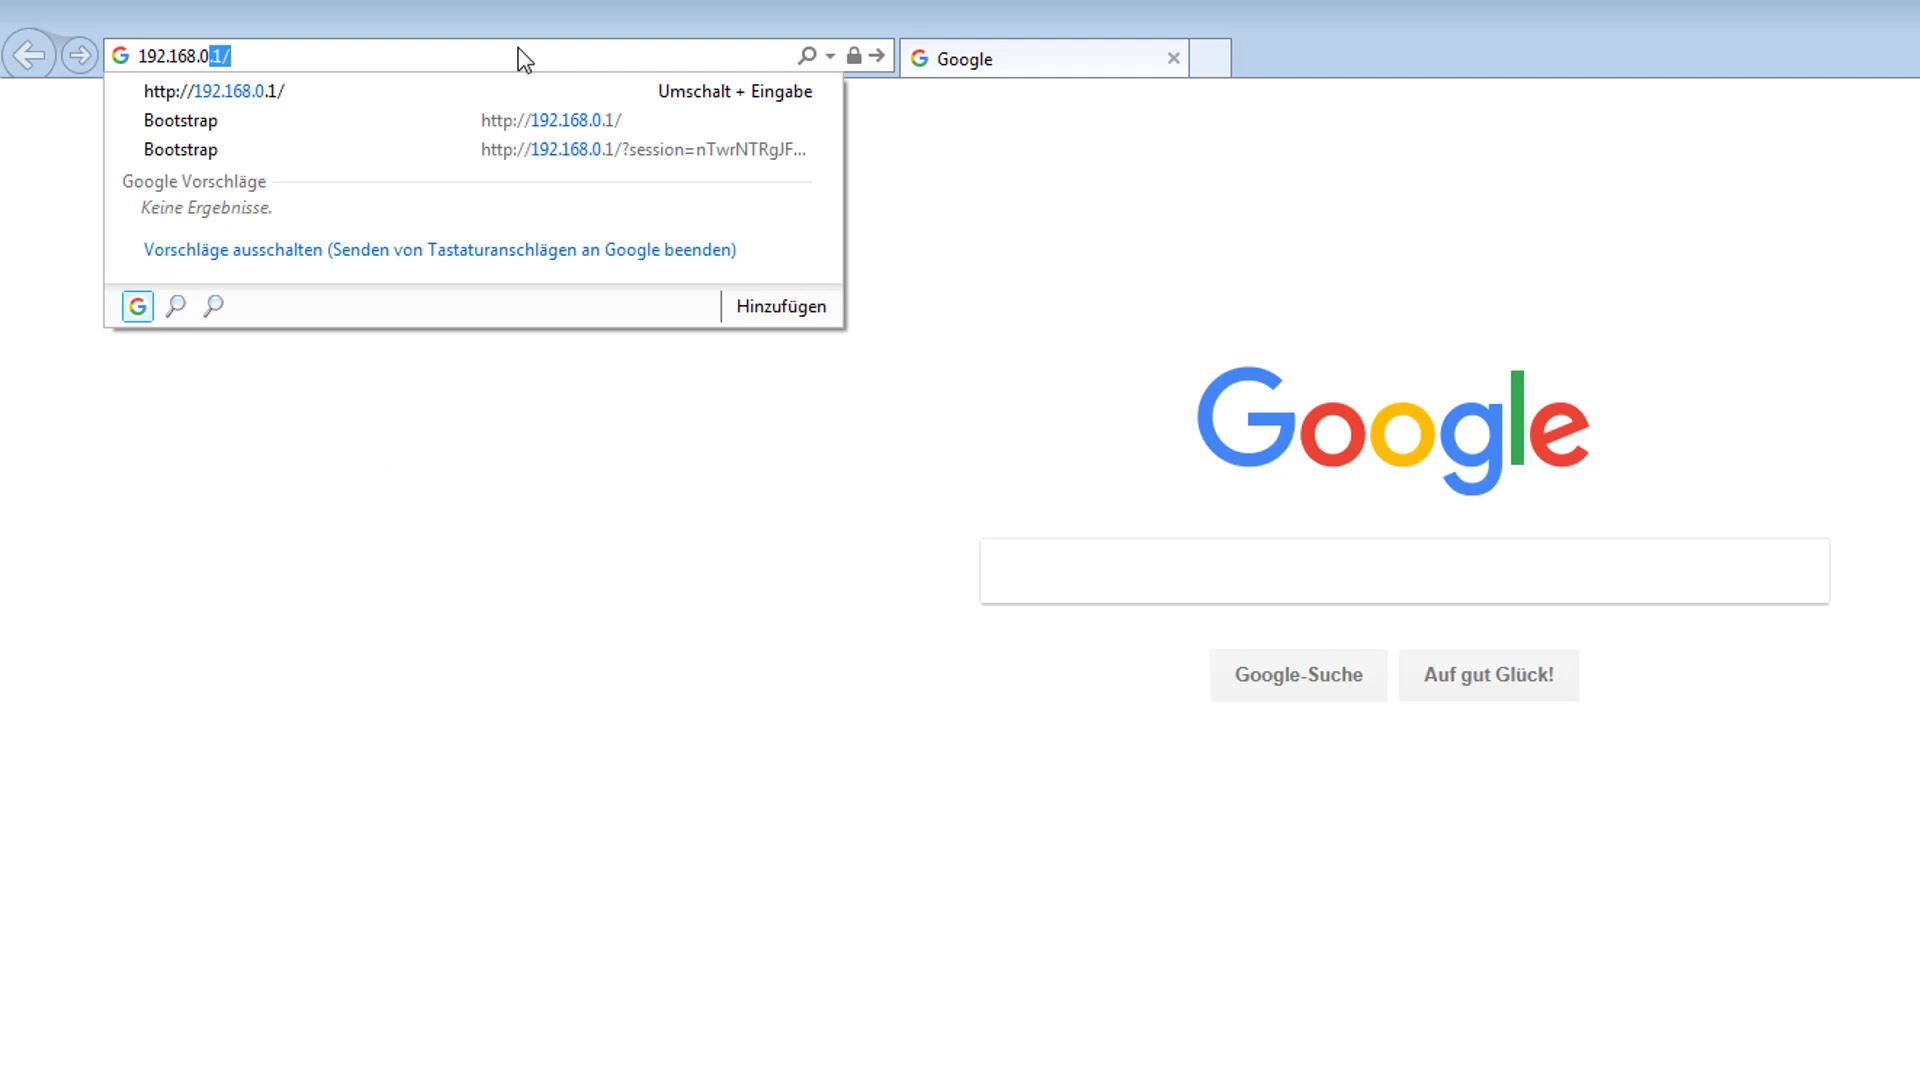 192.168.0.1/
Google
http://192.168.0.1/ Umschalt + Eingabe
Bootstrap http://192.168.0.1/
Bootstrap http://192.168.0.1/?session=nTwrNTRgJF...
Google Vorschläge
Keine Ergebnisse.
Vorschläge ausschalten (Senden von Tastaturanschlägen an Google beenden)
Hinzufügen
Google
Google-Suche Auf gut Glück!